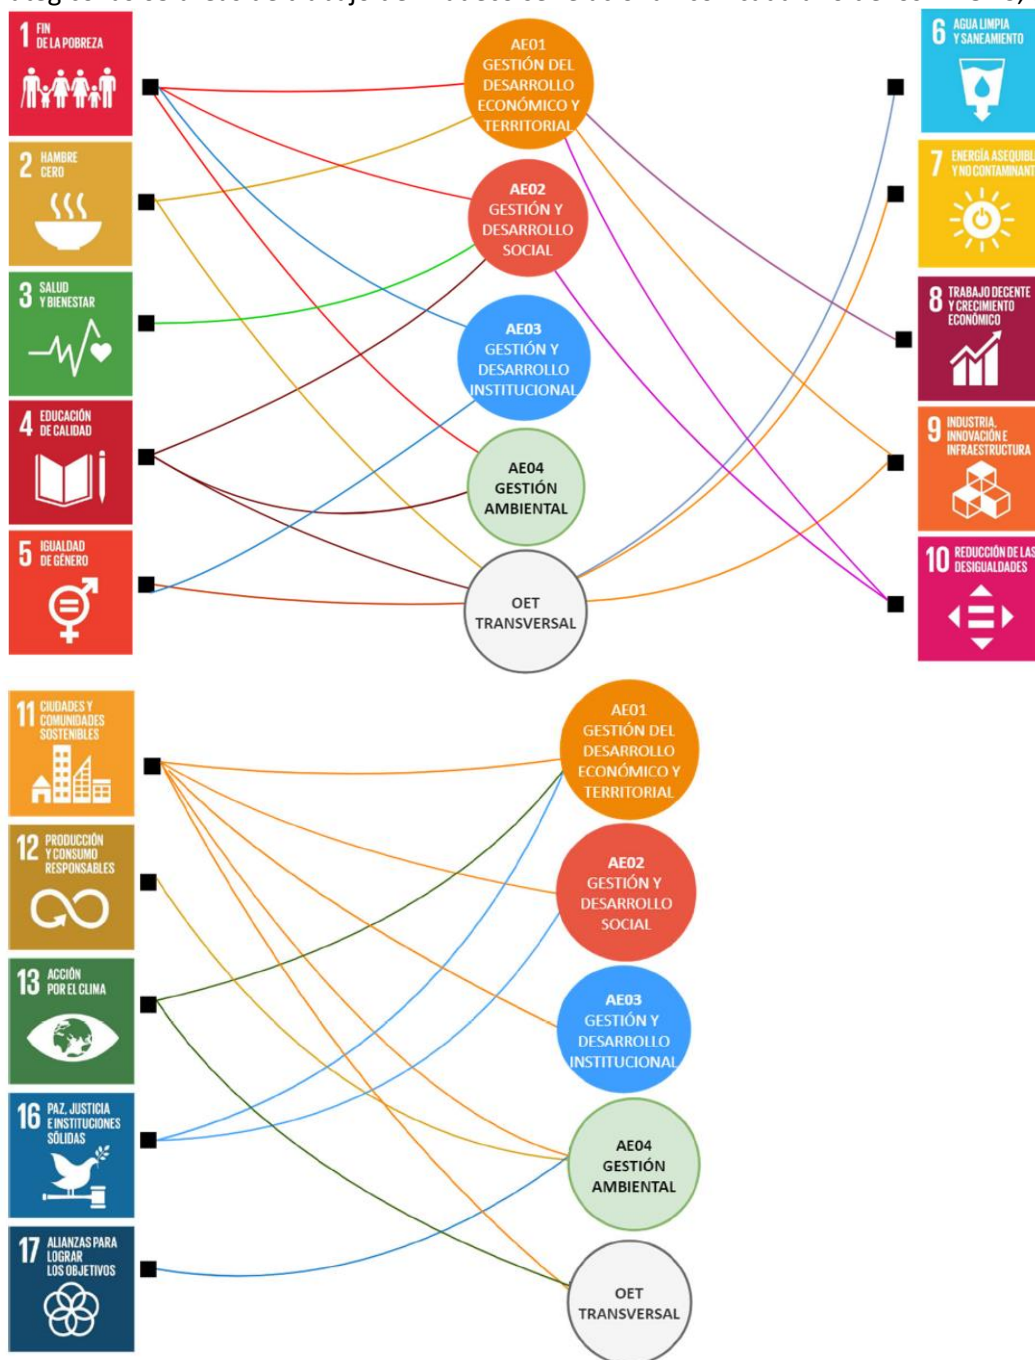 1 FIN
DE LA POBREZA
2 HAMBRE
CERO
3 SALUD
Y BIENESTAR
4 EDUCACIÓN
DE CALIDAD
5 IGUALDAD
DE GÉNERO
AE01
GESTIÓN DEL
DESARROLLO
ECONÓMICO Y
TERRITORIAL
AE02
GESTIÓN Y
DESARROLLO
SOCIAL
AE03
GESTIÓN Y
DESARROLLO
INSTITUCIONAL
AE04
GESTIÓN
AMBIENTAL
OET
TRANSVERSAL
6 AGUA LIMPIA
Y SANEAMIENTO
7 ENERGÍA ASEQUIBL
Y NO CONTAMINANT
8 TRABAJO DECENTE
Y CRECIMIENTO
ECONÓMICO
9 INDUSTRIA,
INNOVACIÓN E
INFRAESTRUCTURA
10 REDUCCIÓN DE LAS
DESIGUALDADES
11 CIUDADES Y
COMUNIDADES
SOSTENIBLES
12 PRODUCCIÓN
Y CONSUMO
RESPONSABLES
13 ACCIÓN
POR EL CLIMA
16 PAZ, JUSTICIA
E INSTITUCIONES
SÓLIDAS
17 ALIANZAS PARA
LOGRAR
LOS OBJETIVOS
AE01
GESTIÓN DEL
DESARROLLO
ECONÓMICO Y
TERRITORIAL
AE02
GESTIÓN Y
DESARROLLO
SOCIAL
AE03
GESTIÓN Y
DESARROLLO
INSTITUCIONAL
AE04
GESTIÓN
AMBIENTAL
OET
TRANSVERSAL